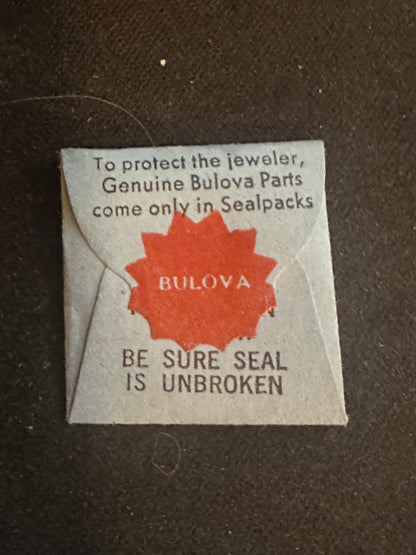 To protect the jeweler,
Genuine Bulova Parts
come only in Sealpacks
BULOVA
BE SURE SEAL
IS UNBROKEN